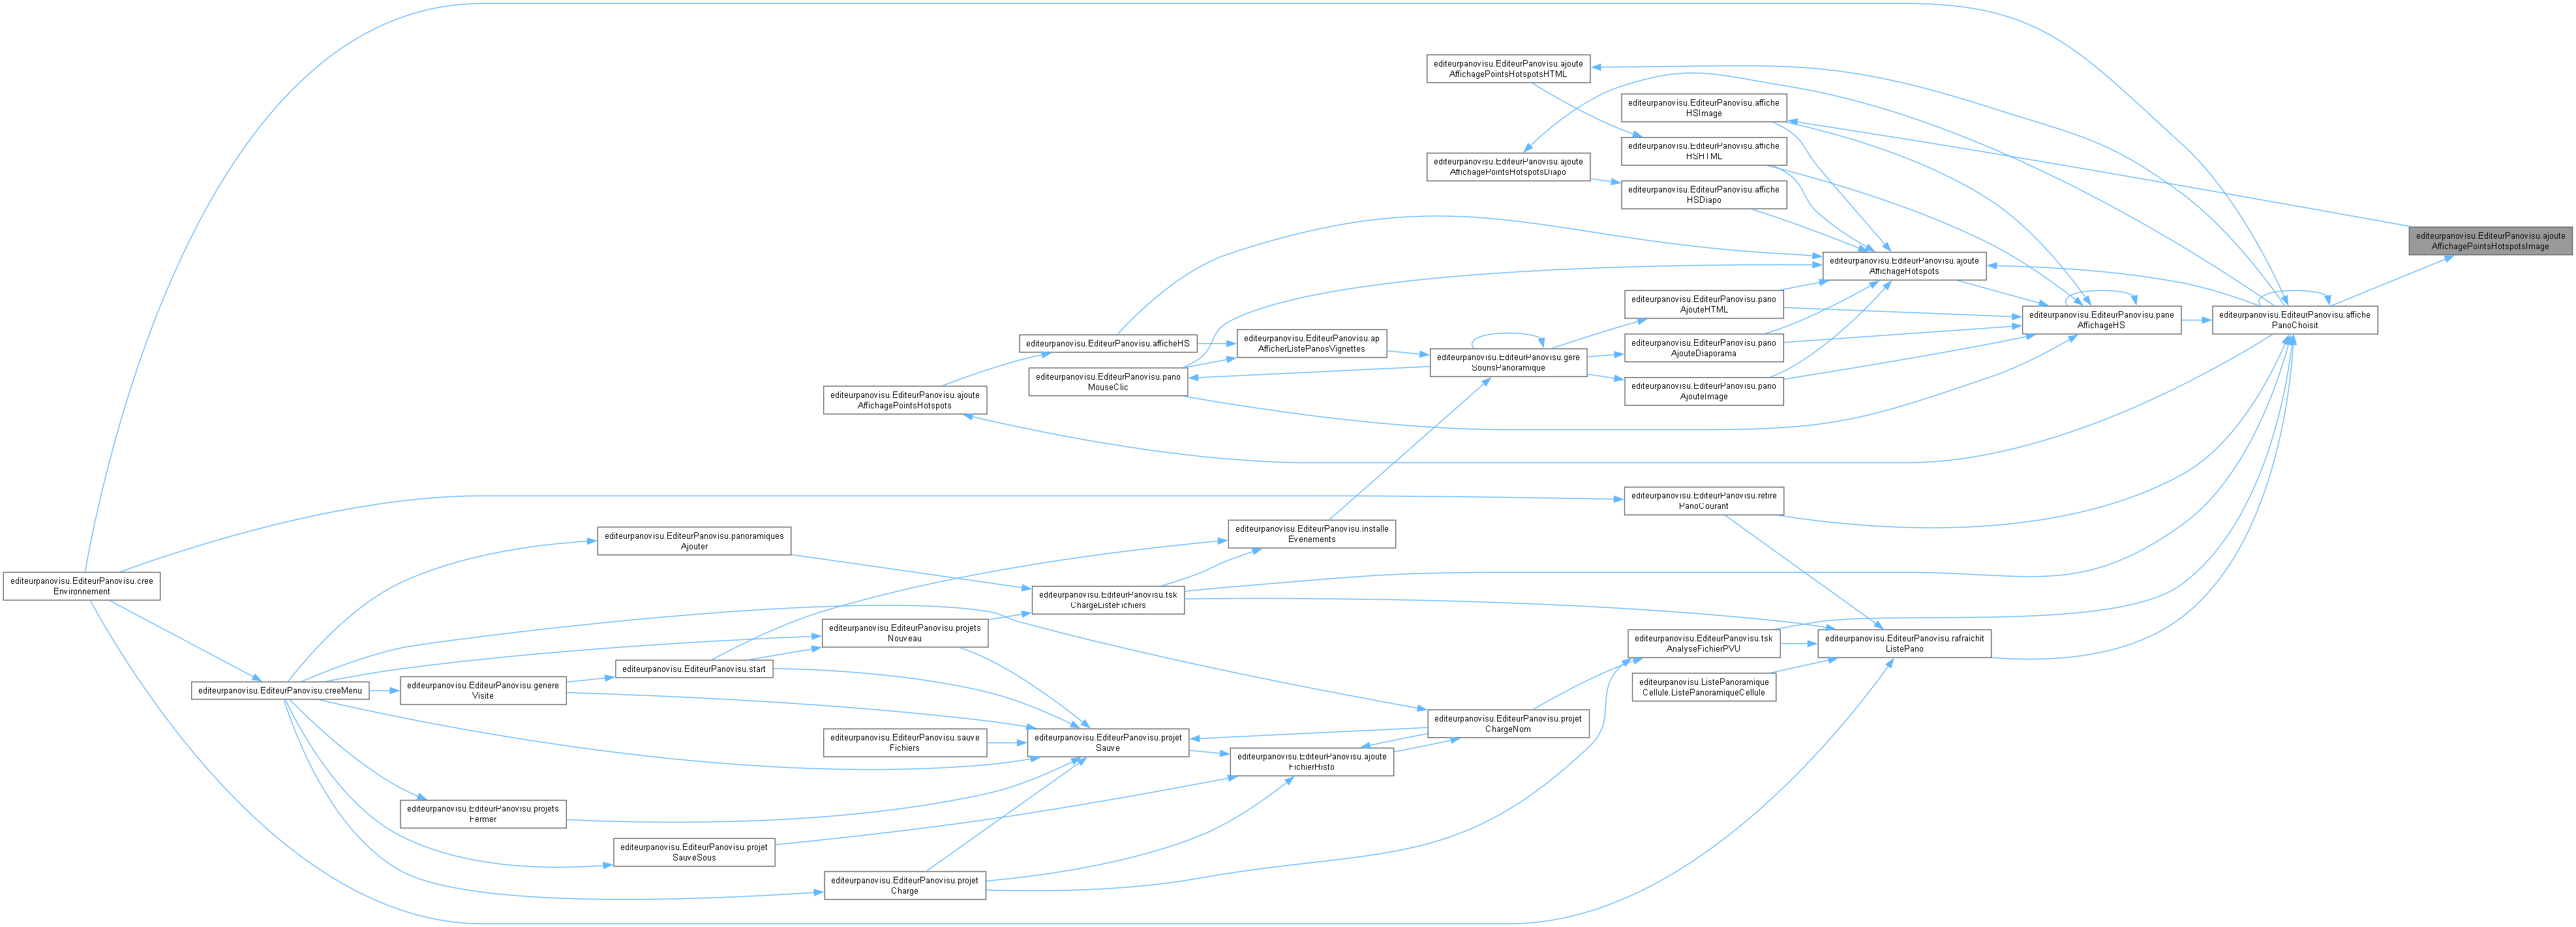 editeurpanovisu.EditeurPanovisu.ajoute
AffichagePointsHotspotsHTML
editeurpanovisu.EditeurPanovisu.affiche
HSImage
editeurpanovisu.EditeurPanovisu.affiche
HSHTML
editeurpanovisu.EditeurPanovisu.ajoute
AffichagePointsHotspotsDiapo
editeurpanovisu.EditeurPanovisu.affiche
HSDiapo
editeurpanovisu.EditeurPanovisu.ajoute
AffichagePointsHotspotsImage
editeurpanovisu.EditeurPanovisu.ajoute
AffichageHotspots
editeurpanovisu.EditeurPanovisu.pano
AjouteHTML
editeurpanovisu.EditeurPanovisu.pane
AffichageHS
editeurpanovisu.EditeurPanovisu.affiche
PanoChoisit
editeurpanovisu.EditeurPanovisu.afficheHS
editeurpanovisu.EditeurPanovisu.ap
AfficherListePanosVignettes
editeurpanovisu.EditeurPanovisu.pano
AjouteDiaporama
editeurpanovisu.EditeurPanovisu.gere
SourisPanoramique
editeurpanovisu.EditeurPanovisu.pano
MouseClic
editeurpanovisu.EditeurPanovisu.pano
AjouteImage
editeurpanovisu.EditeurPanovisu.ajoute
AffichagePointsHotspots
editeurpanovisu.EditeurPanovisu.retire
PanoCourant
editeurpanovisu.EditeurPanovisu.installe
Evenements
editeurpanovisu.EditeurPanovisu.panoramiques
Ajouter
editeurpanovisu.EditeurPanovisu.cree
Environnement
editeurpanovisu.EditeurPanovisu.tsk
ChargeListeFichiers
editeurpanovisu.EditeurPanovisu.projets
Nouveau
editeurpanovisu.EditeurPanovisu.tsk
AnalyseFichierPVU
editeurpanovisu.EditeurPanovisu.rafraichit
ListePano
editeurpanovisu.EditeurPanovisu.start
editeurpanovisu.ListePanoramique
Cellule.ListePanoramiqueCellule
editeurpanovisu.EditeurPanovisu.creeMenu
editeurpanovisu.EditeurPanovisu.genere
Visite
editeurpanovisu.EditeurPanovisu.projet
ChargeNom
editeurpanovisu.EditeurPanovisu.sauve
Fichiers
editeurpanovisu.EditeurPanovisu.projet
Sauve
editeurpanovisu.EditeurPanovisu.ajoute
FichierHisto
editeurpanovisu.EditeurPanovisu.projets
Fermer
editeurpanovisu.EditeurPanovisu.projet
SauveSous
editeurpanovisu.EditeurPanovisu.projet
Charge